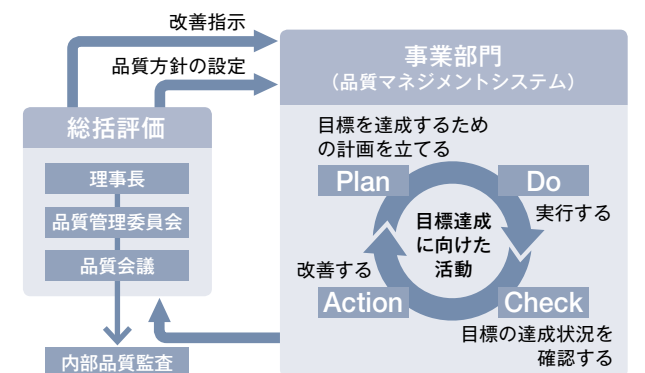 改善指示
品質方針の設定
総括評価
理事長
品質管理委員会
品質会議
内部品質監査
事業部門
（品質マネジメントシステム）
目標を達成するため
の計画を立てる
Plan
Do
実行する
目標達成
に向けた
活動
改善する
Action
Check
目標の達成状況を
確認する